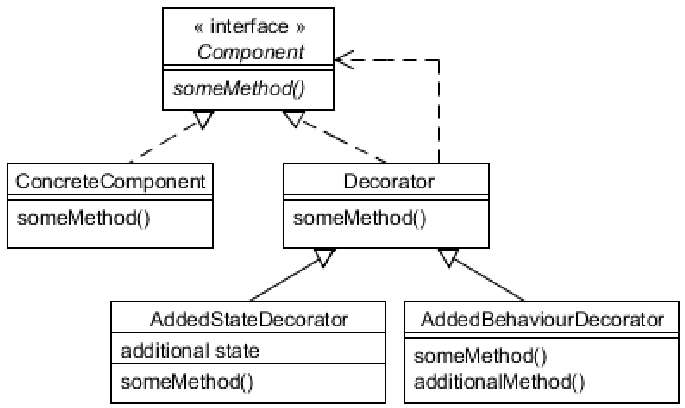 « interface »
Component
someMethod()
ConcreteComponent
someMethod()
Decorator
someMethod()
AddedStateDecorator
additional state
someMethod()
AddedBehaviourDecorator
someMethod()
additionalMethod()